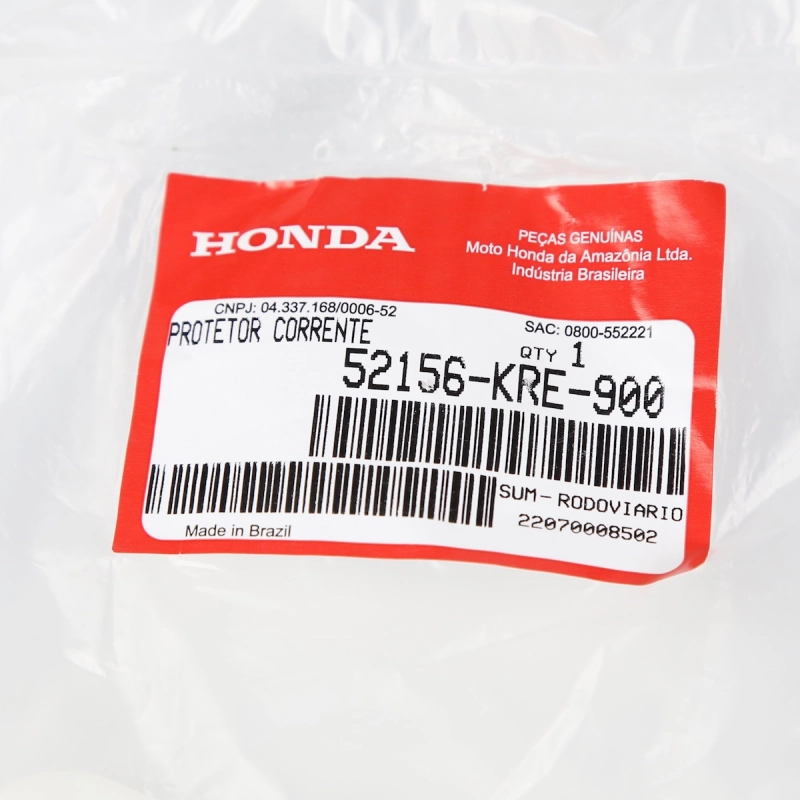 HONDA
PEÇAS GENUÍNAS
Moto Honda da Amazônia Ltda.
Indústria Brasileira
CNPJ: 04.337.168/0006-52
SAC: 0800-552221
PROTETOR CORRENTE
QTY 1
52156-KRE-900
SUM-RODOVIARIO
22070008502
Made in Brazil